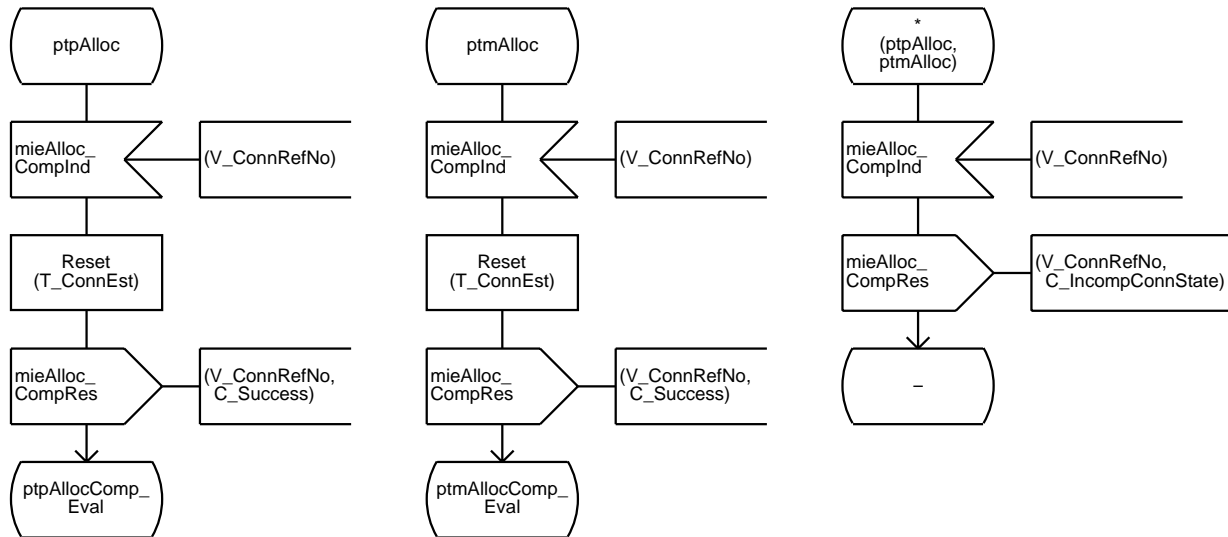 ptpAlloc
mieAlloc_
CompInd
(V_ConnRefNo)
Reset
(T_ConnEst)
mieAlloc_
CompRes
(V_ConnRefNo,
C_Success)
ptpAllocComp_
Eval
ptmAlloc
mieAlloc_
CompInd
(V_ConnRefNo)
Reset
(T_ConnEst)
mieAlloc_
CompRes
(V_ConnRefNo,
C_Success)
ptmAllocComp_
Eval
*
(ptpAlloc,
ptmAlloc)
mieAlloc_
CompInd
(V_ConnRefNo)
mieAlloc_
CompRes
(V_ConnRefNo,
C_IncompConnState)
–